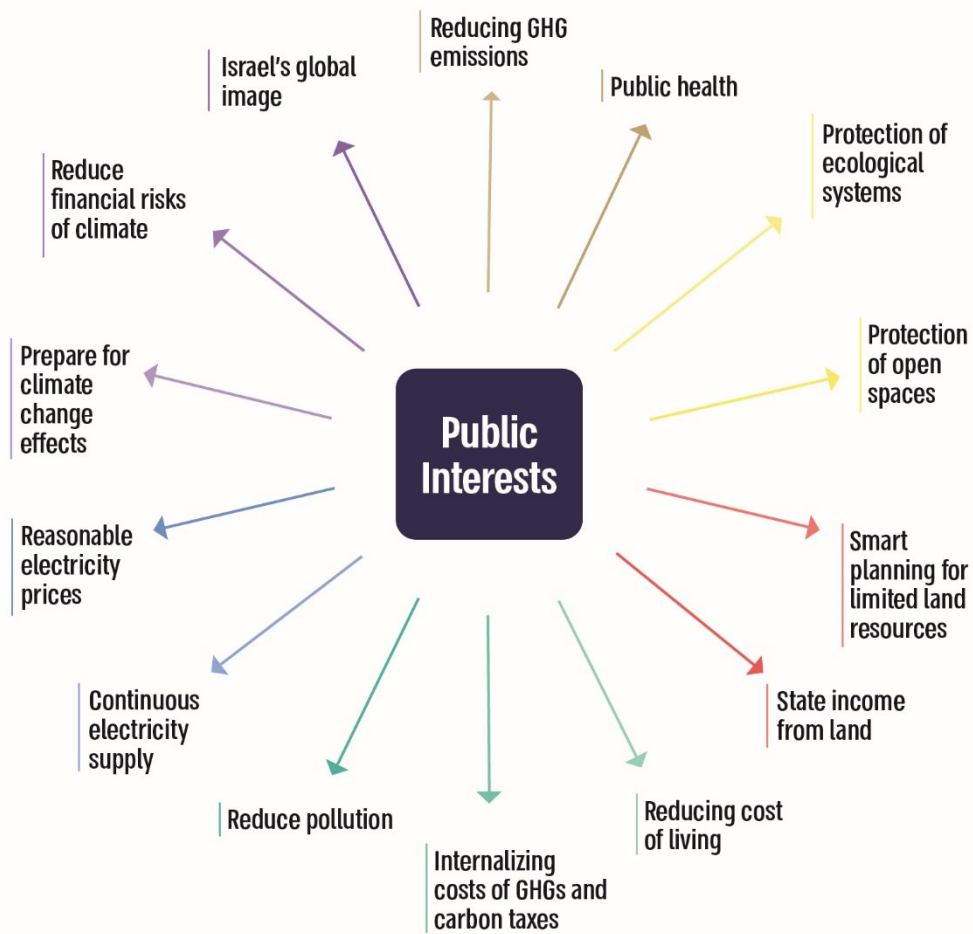 Reducing GHG
emissions
Public health
Protection of
ecological
systems
Protection
of open
spaces
Smart
planning for
limited land
resources
State income
from land
Reducing cost
of living
Internalizing
costs of GHGs and
carbon taxes
Reduce pollution
Continuous
electricity
supply
Reasonable
electricity
prices
Prepare for
climate
change
effects
Reduce
financial risks
of climate
Israel's global
image
Public
Interests